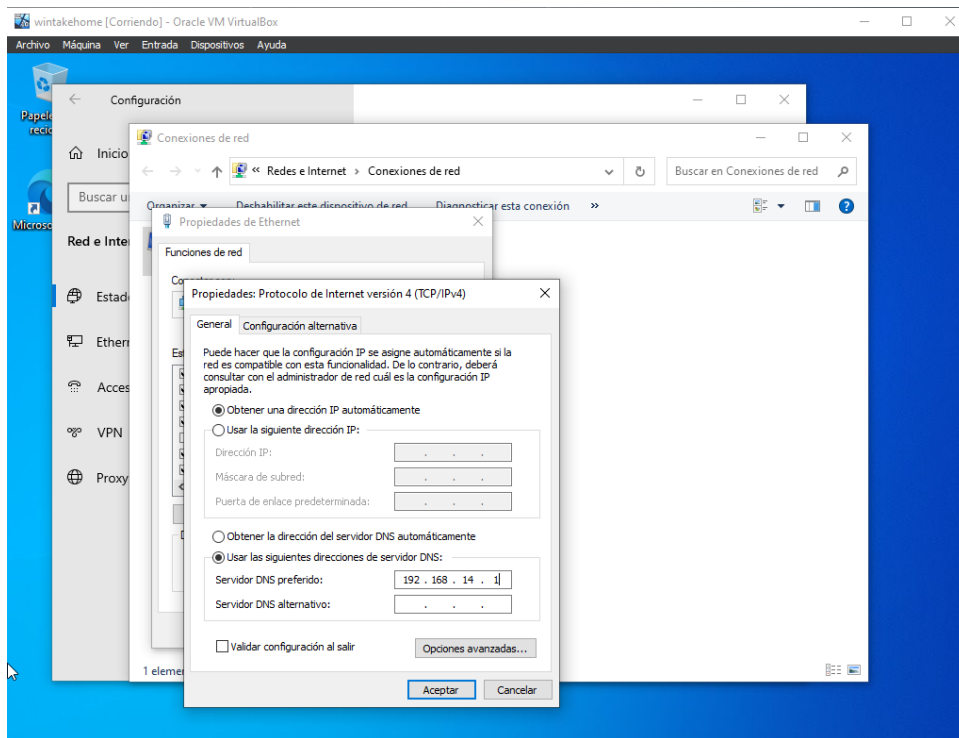 wintakehome [Corriendo] - Oracle VM VirtualBox
Archivo Máquina Ver Entrada Dispositivos Ayuda
Configuración
Conexiones de red
Inicio
« Redes e Internet › Conexiones de red
Buscar en Conexiones de red
Buscar u
Organizar Deshabilitar este dispositivo de red Diagnosticar esta conexión »
Propiedades de Ethernet
Red e Inte
Funciones de red
Propiedades: Protocolo de Internet versión 4 (TCP/IPv4)
General Configuración alternativa
Estad
Ethern
Acces
VPN
Proxy
Puede hacer que la configuración IP se asigne automáticamente si la
red es compatible con esta funcionalidad. De lo contrario, deberá
consultar con el administrador de red cuál es la configuración IP
apropiada.
Obtener una dirección IP automáticamente
Usar la siguiente dirección IP:
Dirección IP:
Máscara de subred:
Puerta de enlace predeterminada:
Obtener la dirección del servidor DNS automáticamente
Usar las siguientes direcciones de servidor DNS:
Servidor DNS preferido: 192 . 168 . 14 . 1
Servidor DNS alternativo:
Validar configuración al salir
Opciones avanzadas...
1 eleme
Aceptar Cancelar